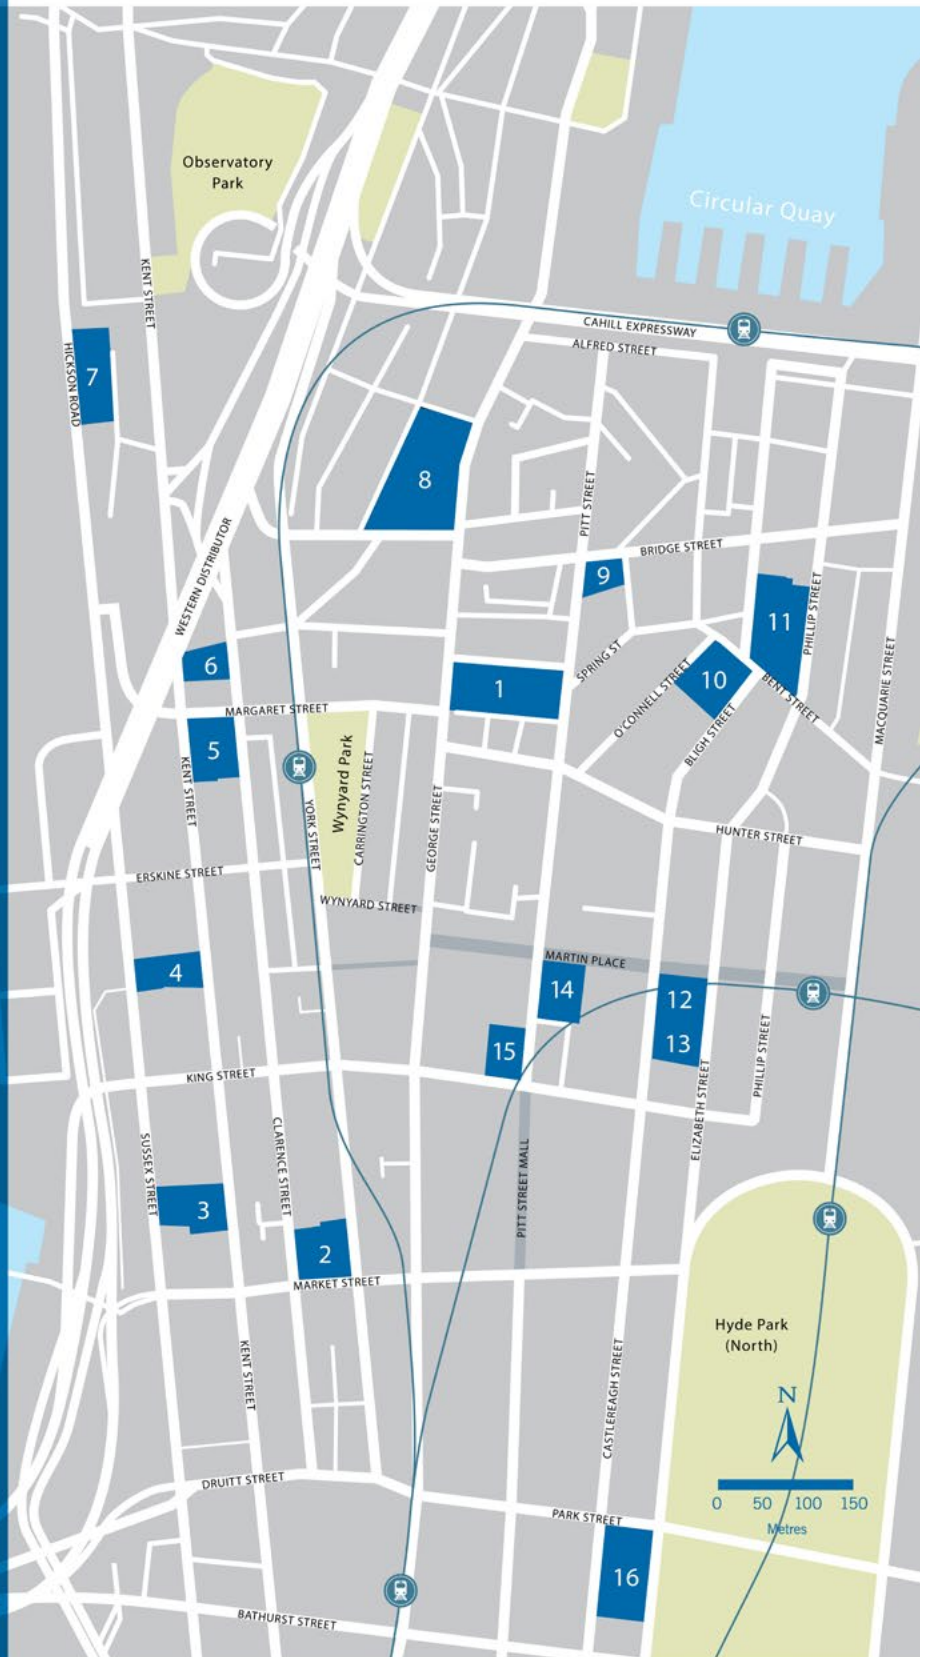 Observatory
Park
Circular Quay
KENT STREET
CAHILL EXPRESSWAY
ALFRED STREET
HICKSON ROAD
7
8
PITT STREET
WESTERN DISTRIBUTOR
BRIDGE STREET
9
11
PHILLIP STREET
6
SPRING ST
1
10
O'CONNELL STREET
BENT STREET
MACQUARIE STREET
MARGARET STREET
BLIGH STREET
5
KENT STREET
Wynyard Park
CARRINGTON STREET
YORK STREET
GEORGE STREET
HUNTER STREET
ERSKINE STREET
WYNYARD STREET
4
MARTIN PLACE
14
12
15
13
KING STREET
PHILLIP STREET
ELIZABETH STREET
SUSSEX STREET
CLARENCE STREET
PITT STREET MALL
3
2
MARKET STREET
Hyde Park
(North)
KENT STREET
CASTLEREAGH STREET
N
DRUITT STREET
0 50 100 150
Metres
PARK STREET
16
BATHURST STREET